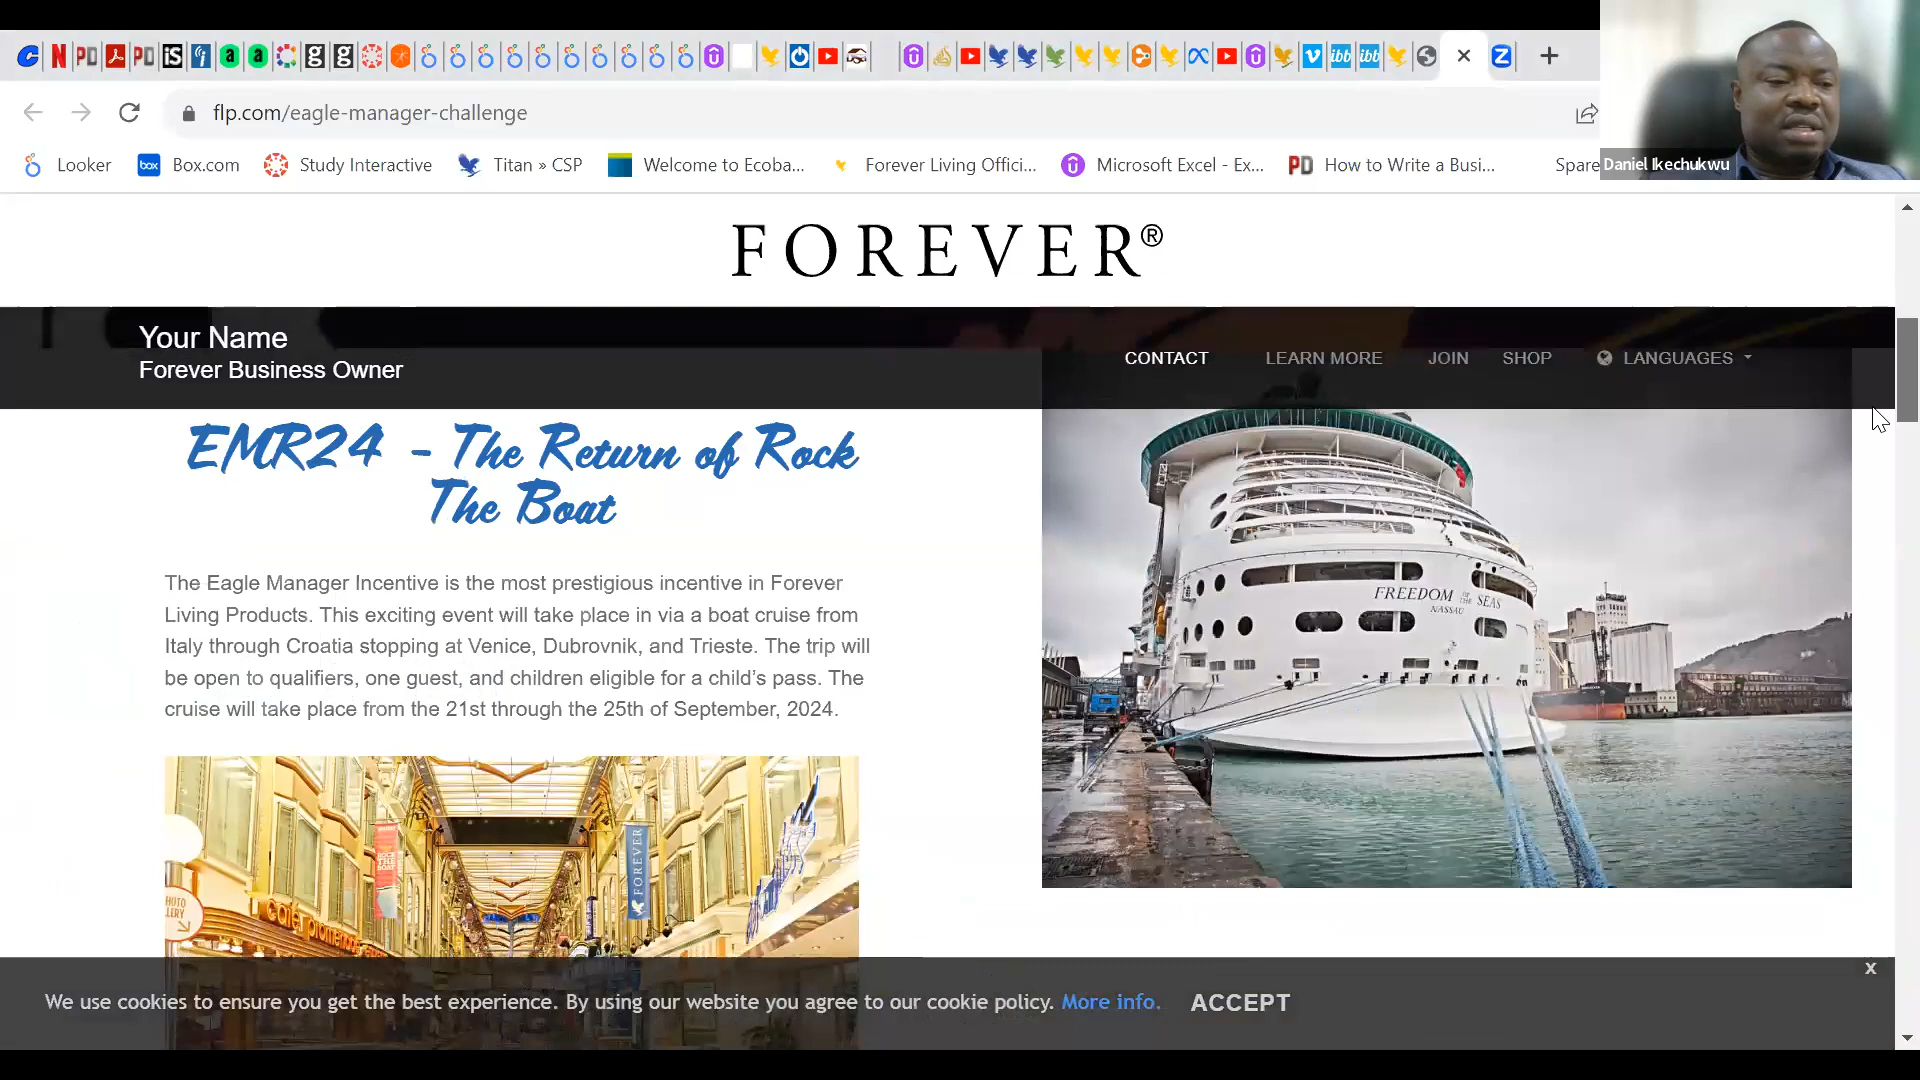 flp.com/eagle-manager-challenge
Looker
Box.com
Study Interactive
Titan » CSP
Welcome to Ecoba...
Forever Living Offici...
Microsoft Excel - Ex...
How to Write a Busi...
Spare
Daniel Ikechukwu
FOREVER®
Your Name
Forever Business Owner
CONTACT
LEARN MORE
JOIN
SHOP
LANGUAGES
EMR24 - The Return of Rock
The Boat
The Eagle Manager Incentive is the most prestigious incentive in Forever
Living Products. This exciting event will take place in via a boat cruise from
Italy through Croatia stopping at Venice, Dubrovnik, and Trieste. The trip will
be open to qualifiers, one guest, and children eligible for a child's pass. The
cruise will take place from the 21st through the 25th of September, 2024.
FREEDOM OF THE SEAS
NASSAU
ROCK
THE
BOAT
FOREVER
café promenade
We use cookies to ensure you get the best experience. By using our website you agree to our cookie policy. More info.
ACCEPT
x